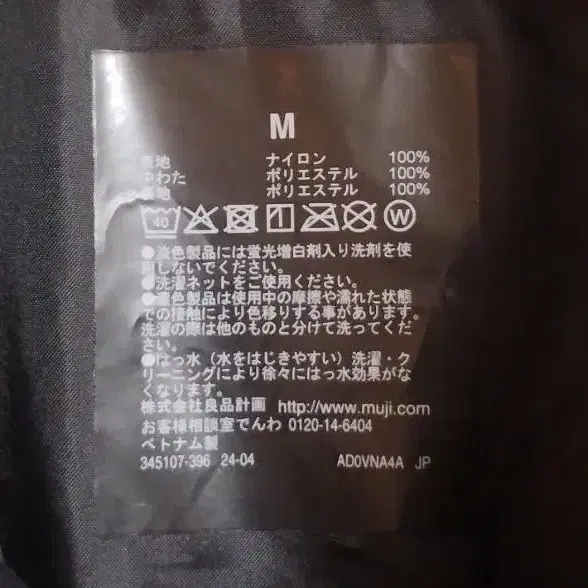 M
表地 ナイロン 100%
中わた ポリエステル 100%
裏地 ポリエステル 100%
40
W
●淡色製品には蛍光増白剤入り洗剤を使
用しないでください。
●洗濯ネットをご使用ください。
●濃色製品は使用中の摩擦や濡れた状態
での接触により色移りする事があります。
洗濯の際は他のものと分けて洗ってくだ
さい。
●はっ水（水をはじきやすい）洗濯・ク
リーニングにより徐々にはっ水効果がな
くなります。
株式会社良品計画 http://www.muji.com
お客様相談室でんわ 0120-14-6404
ベトナム製
345107-396 24-04 AD0VNA4A JP